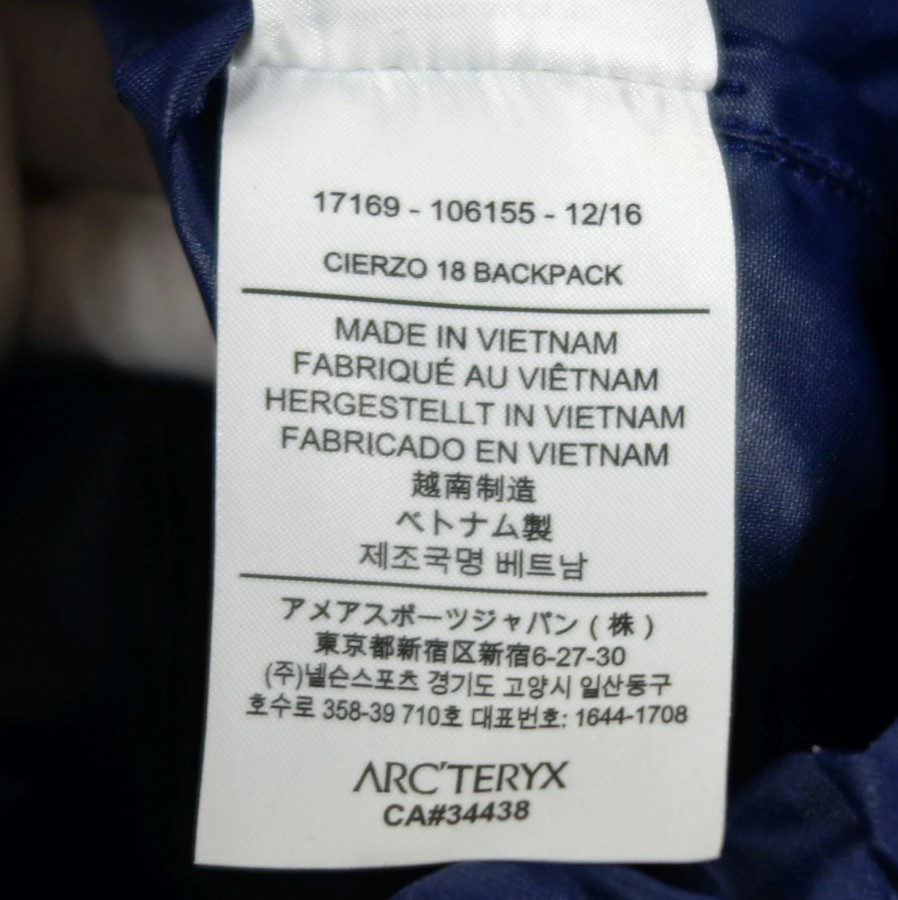 17169 - 106155 - 12/16
CIERZO 18 BACKPACK
MADE IN VIETNAM
FABRIQUÉ AU VIÊTNAM
HERGESTELLT IN VIETNAM
FABRICADO EN VIETNAM
越南制造
ベトナム製
제조국명 베트남
アメアスポーツジャパン ( 株 )
東京都新宿区新宿6-27-30
(주)넬슨스포츠 경기도 고양시 일산동구
호수로 358-39 710호 대표번호: 1644-1708
ARC'TERYX
CA#34438